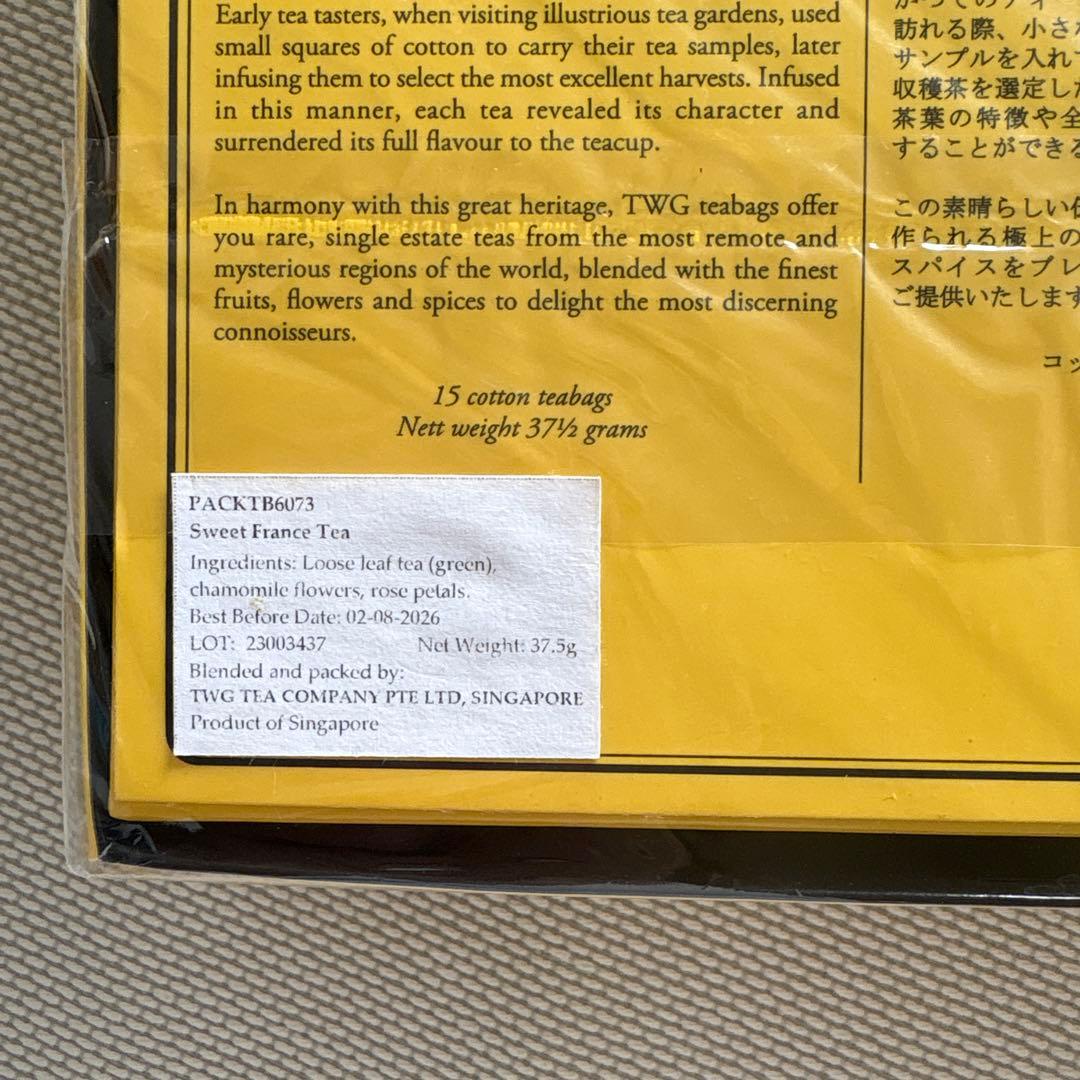 Early tea tasters, when visiting illustrious tea gardens, used
small squares of cotton to carry their tea samples, later
infusing them to select the most excellent harvests. Infused
in this manner, each tea revealed its character and
surrendered its full flavour to the teacup.
In harmony with this great heritage, TWG teabags offer
you rare, single estate teas from the most remote and
mysterious regions of the world, blended with the finest
fruits, flowers and spices to delight the most discerning
connoisseurs.
15 cotton teabags
Nett weight 37½ grams
PACKTB6073
Sweet France Tea
Ingredients: Loose leaf tea (green),
chamomile flowers, rose petals.
Best Before Date: 02-08-2026
LOT: 23003437 Net Weight: 37.5g
Blended and packed by:
TWG TEA COMPANY PTE LTD, SINGAPORE
Product of Singapore
訪れる際、小さ
サンプルを入れ
収穫茶を選定し
茶葉の特徴や全
することができ
この素晴らしい
作られる極上の
スパイスをブレ
ご提供いたします
コッ